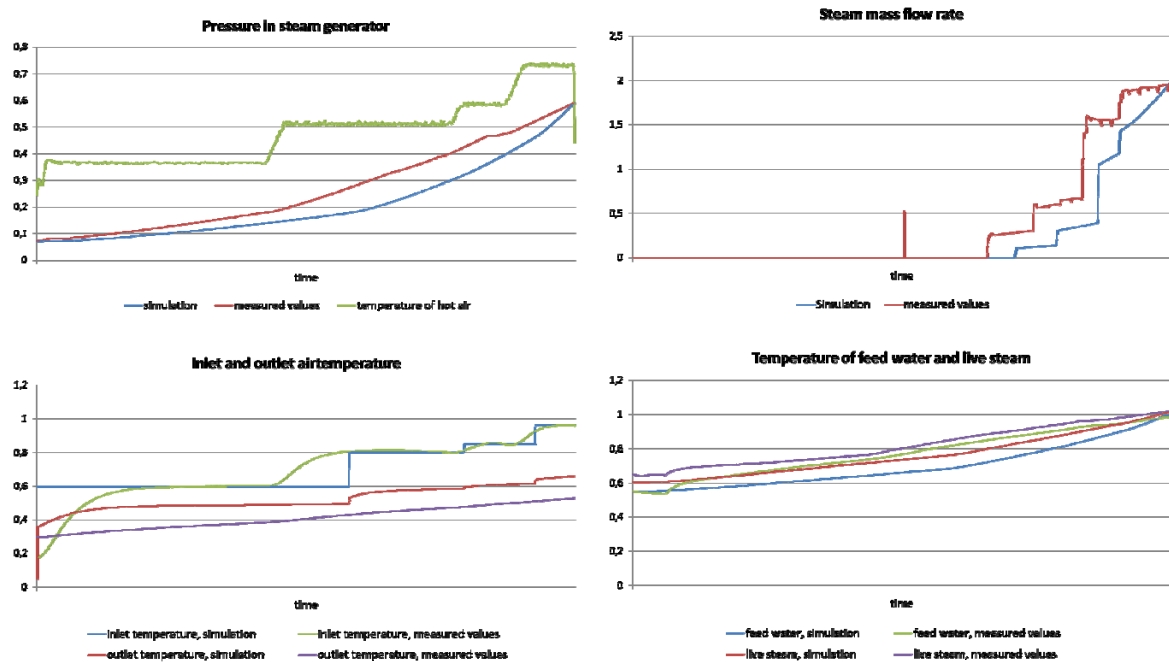 Pressure in steam generator
0,8
0,7
0,6
0,5
0,4
0,3
0,2
0,1
0
time
simulation measured values temperature of hot air
Steam mass flow rate
2,5
2
1,5
1
0,5
0
time
Simulation measured values
Inlet and outlet airtemperature
1,2
1
0,8
0,6
0,4
0,2
0
time
inlet temperature, simulation inlet temperature, measured values
outlet temperature, simulation outlet temperature, measured values
Temperature of feed water and live steam
1,2
1
0,8
0,6
0,4
0,2
0
time
feed water, simulation feed water, measured values
live steam, simulation live steam, measured values